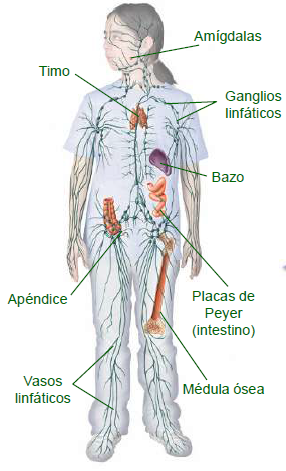 Amígdalas
Timo
Ganglios
linfáticos
Bazo
Apéndice
Placas de
Peyer
(intestino)
Vasos
linfáticos
Médula ósea